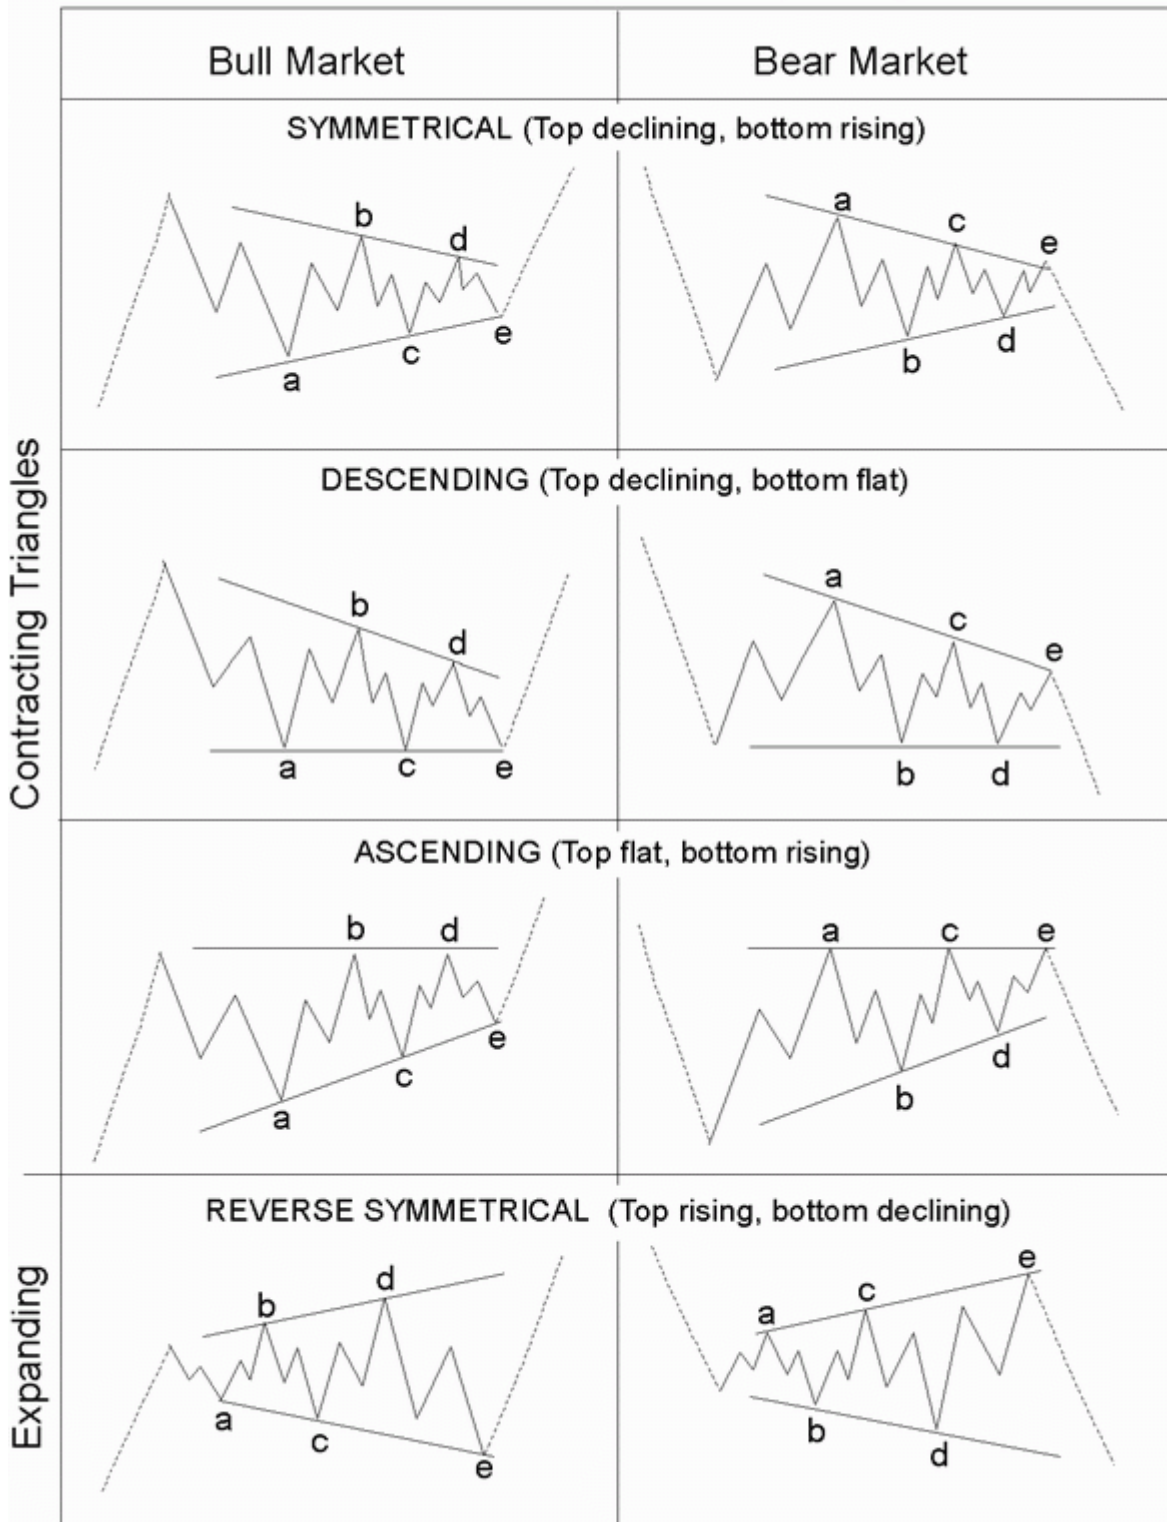 Bull Market
Bear Market
Contracting Triangles
SYMMETRICAL (Top declining, bottom rising)
b
d
a
c
e
a
c
e
b
d
DESCENDING (Top declining, bottom flat)
b
d
a
c
e
a
c
e
b
d
ASCENDING (Top flat, bottom rising)
b
d
a
c
e
a
c
e
b
d
Expanding
REVERSE SYMMETRICAL (Top rising, bottom declining)
b
d
a
c
e
a
c
e
b
d